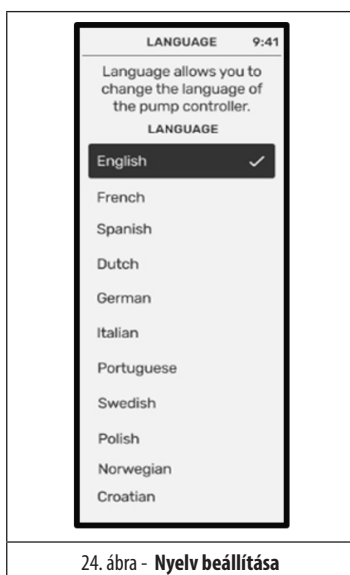 LANGUAGE 9:41
Language allows you to
change the language of
the pump controller.
LANGUAGE
English
French
Spanish
Dutch
German
Italian
Portuguese
Swedish
Polish
Norwegian
Croatian
24. ábra - Nyelv beállítása